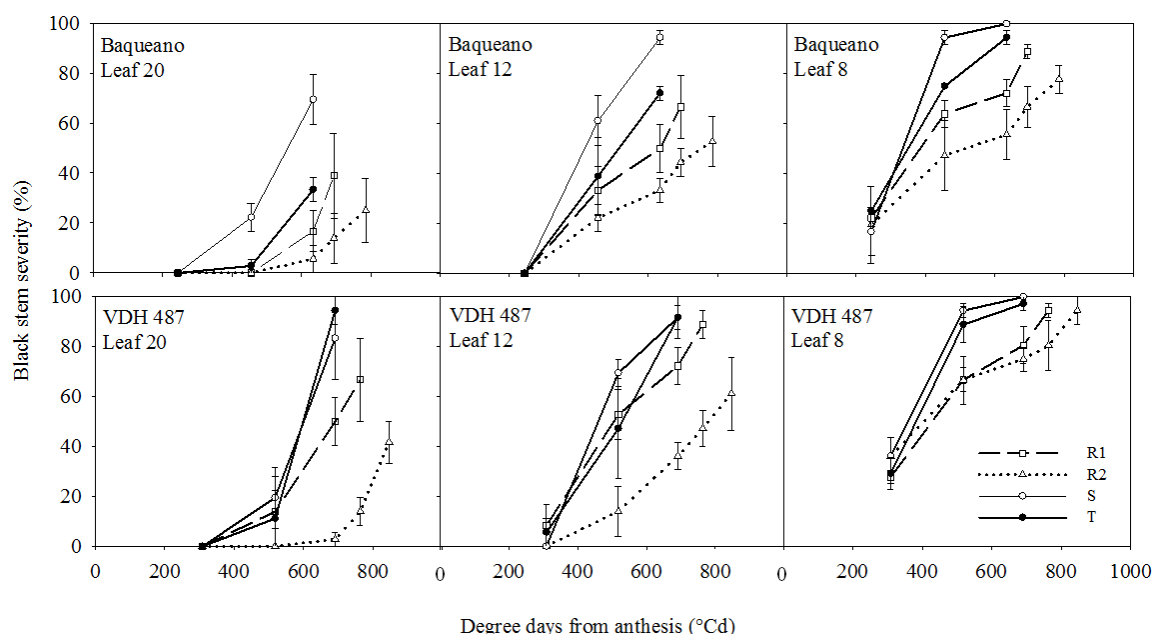 100
80
60
40
20
0
Baqueano
Leaf 20
Baqueano
Leaf 12
Baqueano
Leaf 8
Black stem severity (%)
100
80
60
40
20
0
VDH 487
Leaf 20
VDH 487
Leaf 12
VDH 487
Leaf 8
R1
R2
S
T
0 200 400 600 800 0 200 400 600 800 0 200 400 600 800 1000
Degree days from anthesis (°Cd)